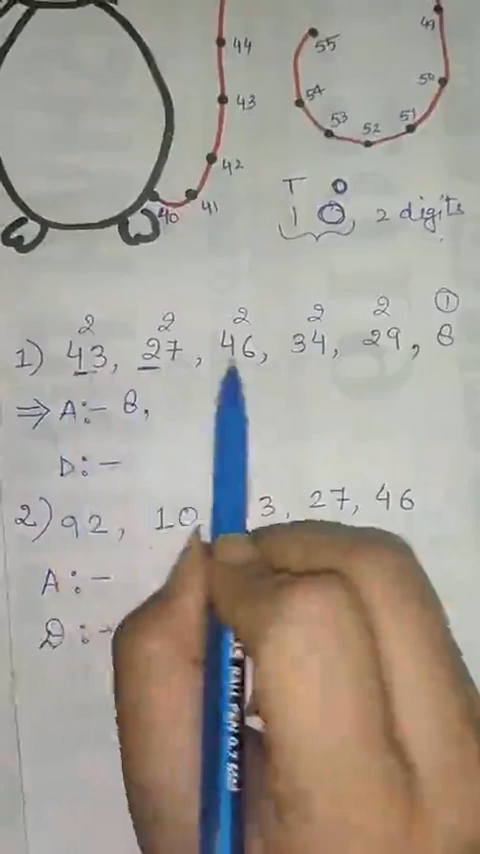 44
55
49
43
54
50
53
51
42
52
40
41
T O
1 0 2 digits
2 2 2 2 2 1
1) 43, 27, 46, 34, 29, 8
⇒ A:- 8,
D:-
2) 92, 10 3, 27, 46
A:-
D:-